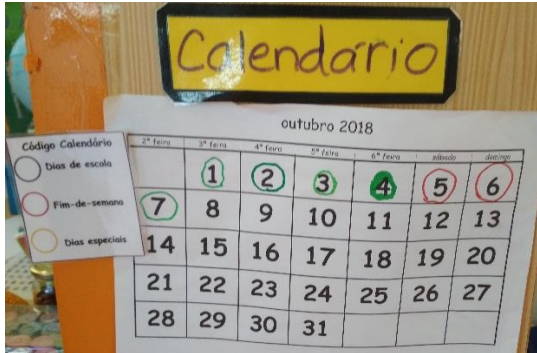 Calendário
outubro 2018
2ª feira 3ª feira 4ª feira 5ª feira 6ª feira sábado domingo
1 2 3 4 5 6
7 8 9 10 11 12 13
14 15 16 17 18 19 20
21 22 23 24 25 26 27
28 29 30 31
Código Calendário
Dias de escola
Fim-de-semana
Dias especiais